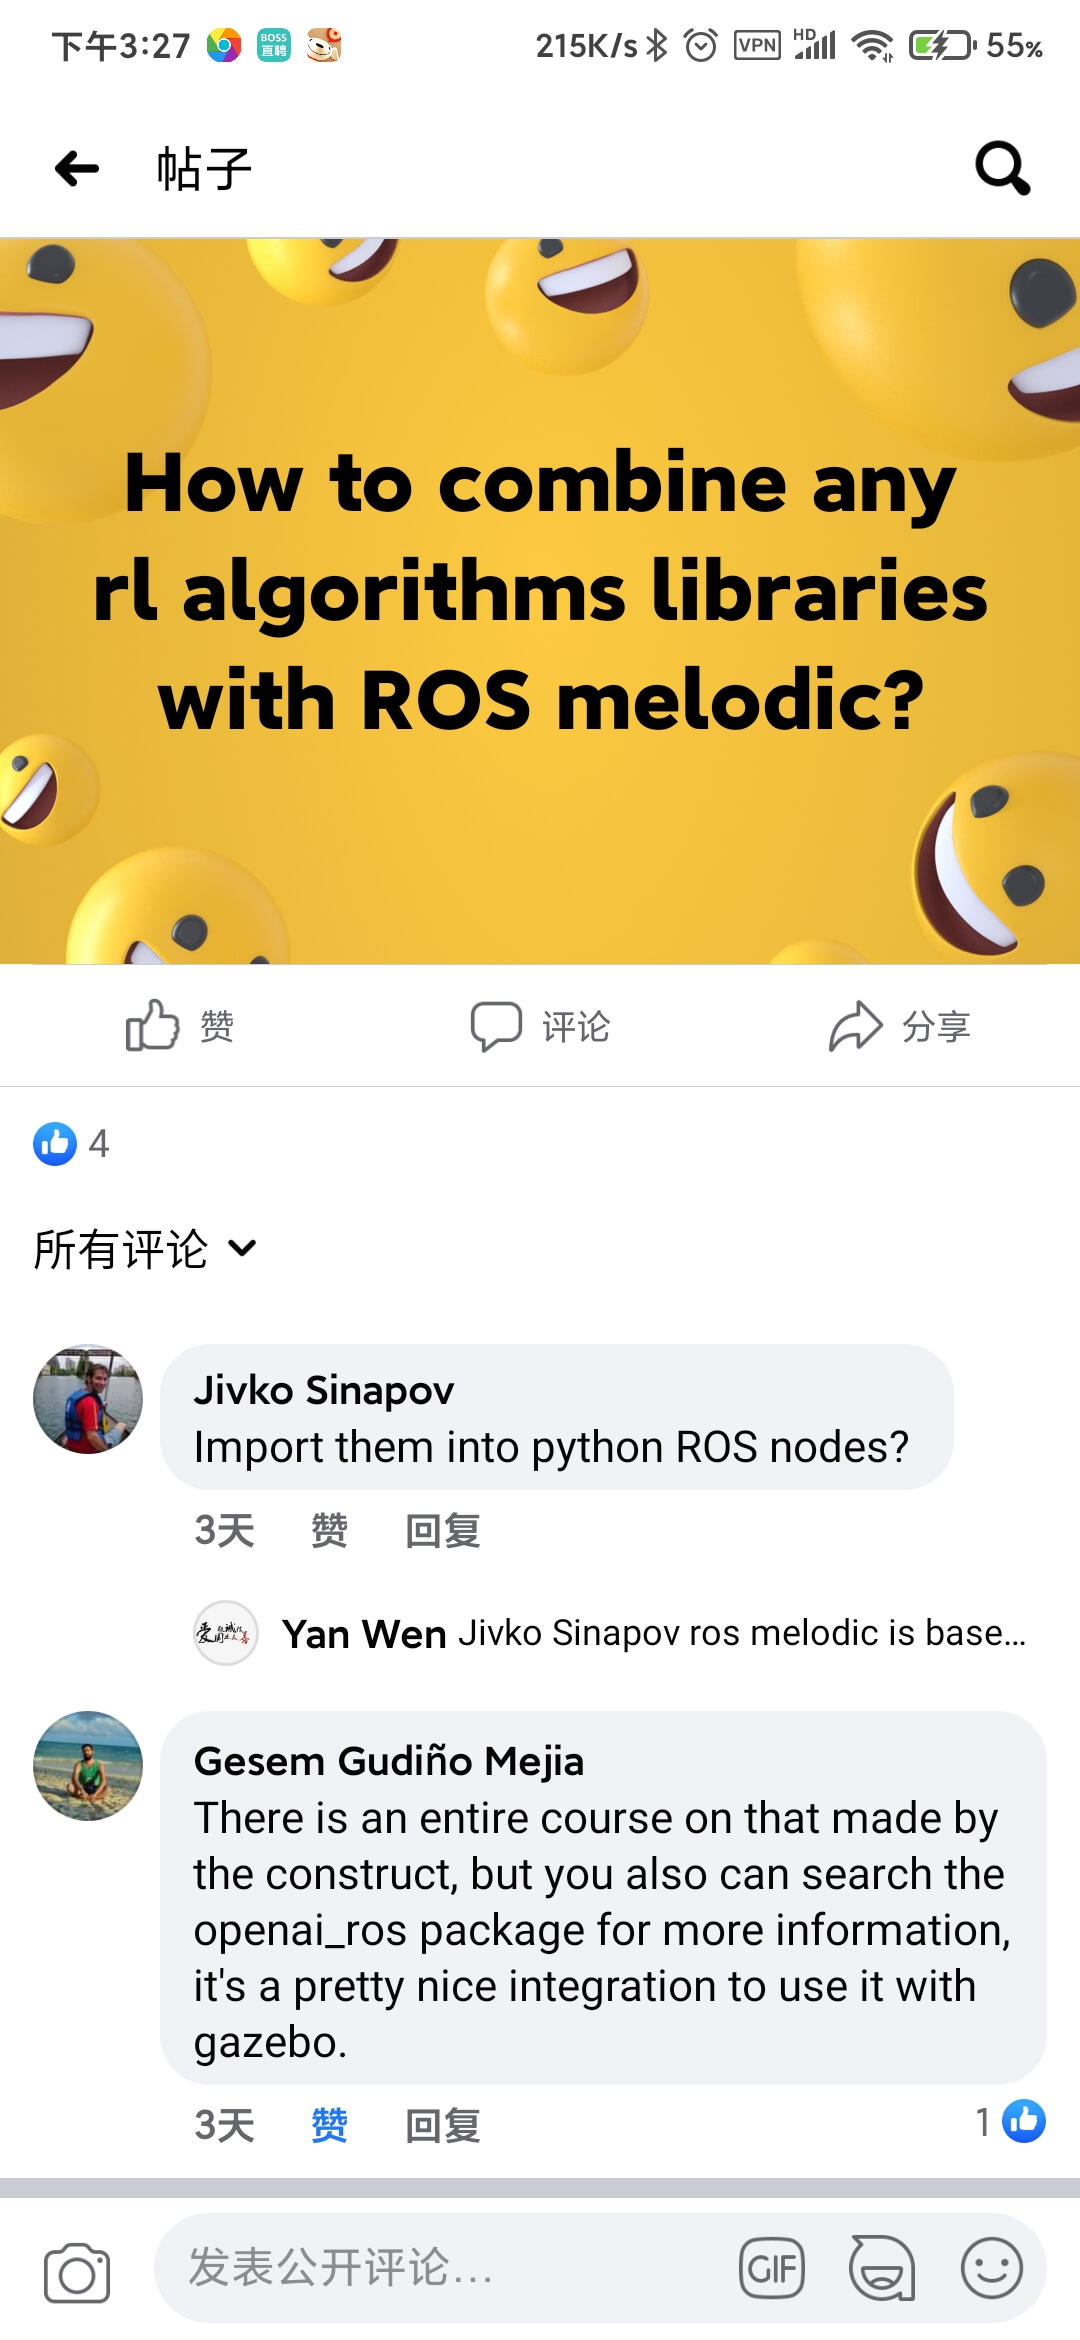 下午3:27 BOSS 直聘 215K/s VPN HD 55%
帖子
How to combine any
rl algorithms libraries
with ROS melodic?
赞 评论 分享
4
所有评论
Jivko Sinapov
Import them into python ROS nodes?
3天 赞 回复
Yan Wen Jivko Sinapov ros melodic is base...
Gesem Gudiño Mejia
There is an entire course on that made by
the construct, but you also can search the
openai_ros package for more information,
it's a pretty nice integration to use it with
gazebo.
3天 赞 回复 1
发表公开评论... GIF